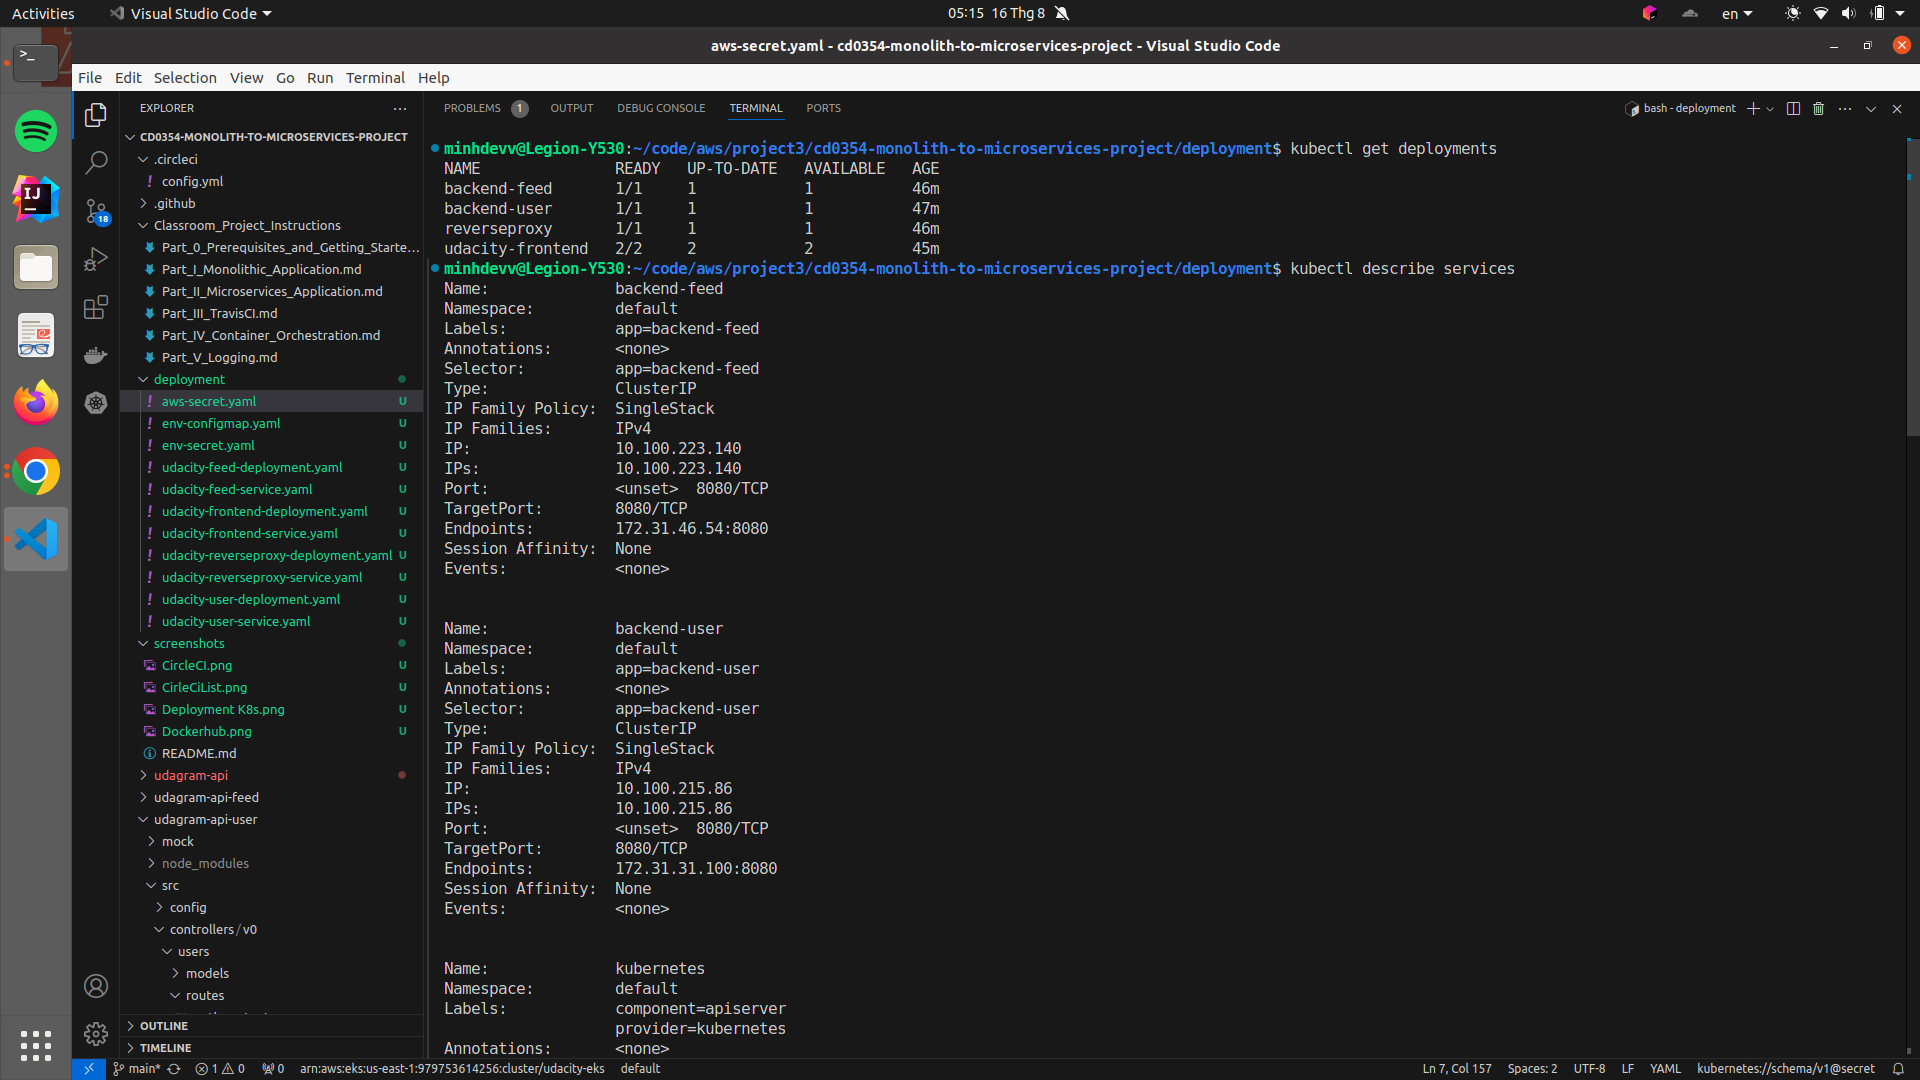 Activities
Visual Studio Code
05:15 16 Thg 8
en
aws-secret.yaml - cd0354-monolith-to-microservices-project - Visual Studio Code
File Edit Selection View Go Run Terminal Help
EXPLORER
CD0354-MONOLITH-TO-MICROSERVICES-PROJECT
.circleci
! config.yml
.github
Classroom_Project_Instructions
Part_0_Prerequisites_and_Getting_Starte...
Part_I_Monolithic_Application.md
Part_II_Microservices_Application.md
Part_III_TravisCI.md
Part_IV_Container_Orchestration.md
Part_V_Logging.md
deployment
! aws-secret.yaml U
! env-configmap.yaml U
! env-secret.yaml U
! udacity-feed-deployment.yaml U
! udacity-feed-service.yaml U
! udacity-frontend-deployment.yaml U
! udacity-frontend-service.yaml U
! udacity-reverseproxy-deployment.yaml U
! udacity-reverseproxy-service.yaml U
! udacity-user-deployment.yaml U
! udacity-user-service.yaml U
screenshots
CircleCI.png U
CirleCiList.png U
Deployment K8s.png U
Dockerhub.png U
README.md
udagram-api
udagram-api-feed
udagram-api-user
mock
node_modules
src
config
controllers/v0
users
models
routes
OUTLINE
TIMELINE
18
IJ
PROBLEMS 1 OUTPUT DEBUG CONSOLE TERMINAL PORTS
bash - deployment
minhdevv@Legion-Y530:~/code/aws/project3/cd0354-monolith-to-microservices-project/deployment$ kubectl get deployments
NAME READY UP-TO-DATE AVAILABLE AGE
backend-feed 1/1 1 1 46m
backend-user 1/1 1 1 47m
reverseproxy 1/1 1 1 46m
udacity-frontend 2/2 2 2 45m
minhdevv@Legion-Y530:~/code/aws/project3/cd0354-monolith-to-microservices-project/deployment$ kubectl describe services
Name: backend-feed
Namespace: default
Labels: app=backend-feed
Annotations: <none>
Selector: app=backend-feed
Type: ClusterIP
IP Family Policy: SingleStack
IP Families: IPv4
IP: 10.100.223.140
IPs: 10.100.223.140
Port: <unset> 8080/TCP
TargetPort: 8080/TCP
Endpoints: 172.31.46.54:8080
Session Affinity: None
Events: <none>
Name: backend-user
Namespace: default
Labels: app=backend-user
Annotations: <none>
Selector: app=backend-user
Type: ClusterIP
IP Family Policy: SingleStack
IP Families: IPv4
IP: 10.100.215.86
IPs: 10.100.215.86
Port: <unset> 8080/TCP
TargetPort: 8080/TCP
Endpoints: 172.31.31.100:8080
Session Affinity: None
Events: <none>
Name: kubernetes
Namespace: default
Labels: component=apiserver
provider=kubernetes
Annotations: <none>
main* 1 0 0 arn:aws:eks:us-east-1:979753614256:cluster/udacity-eks default
Ln 7, Col 157 Spaces: 2 UTF-8 LF YAML kubernetes://schema/v1@secret